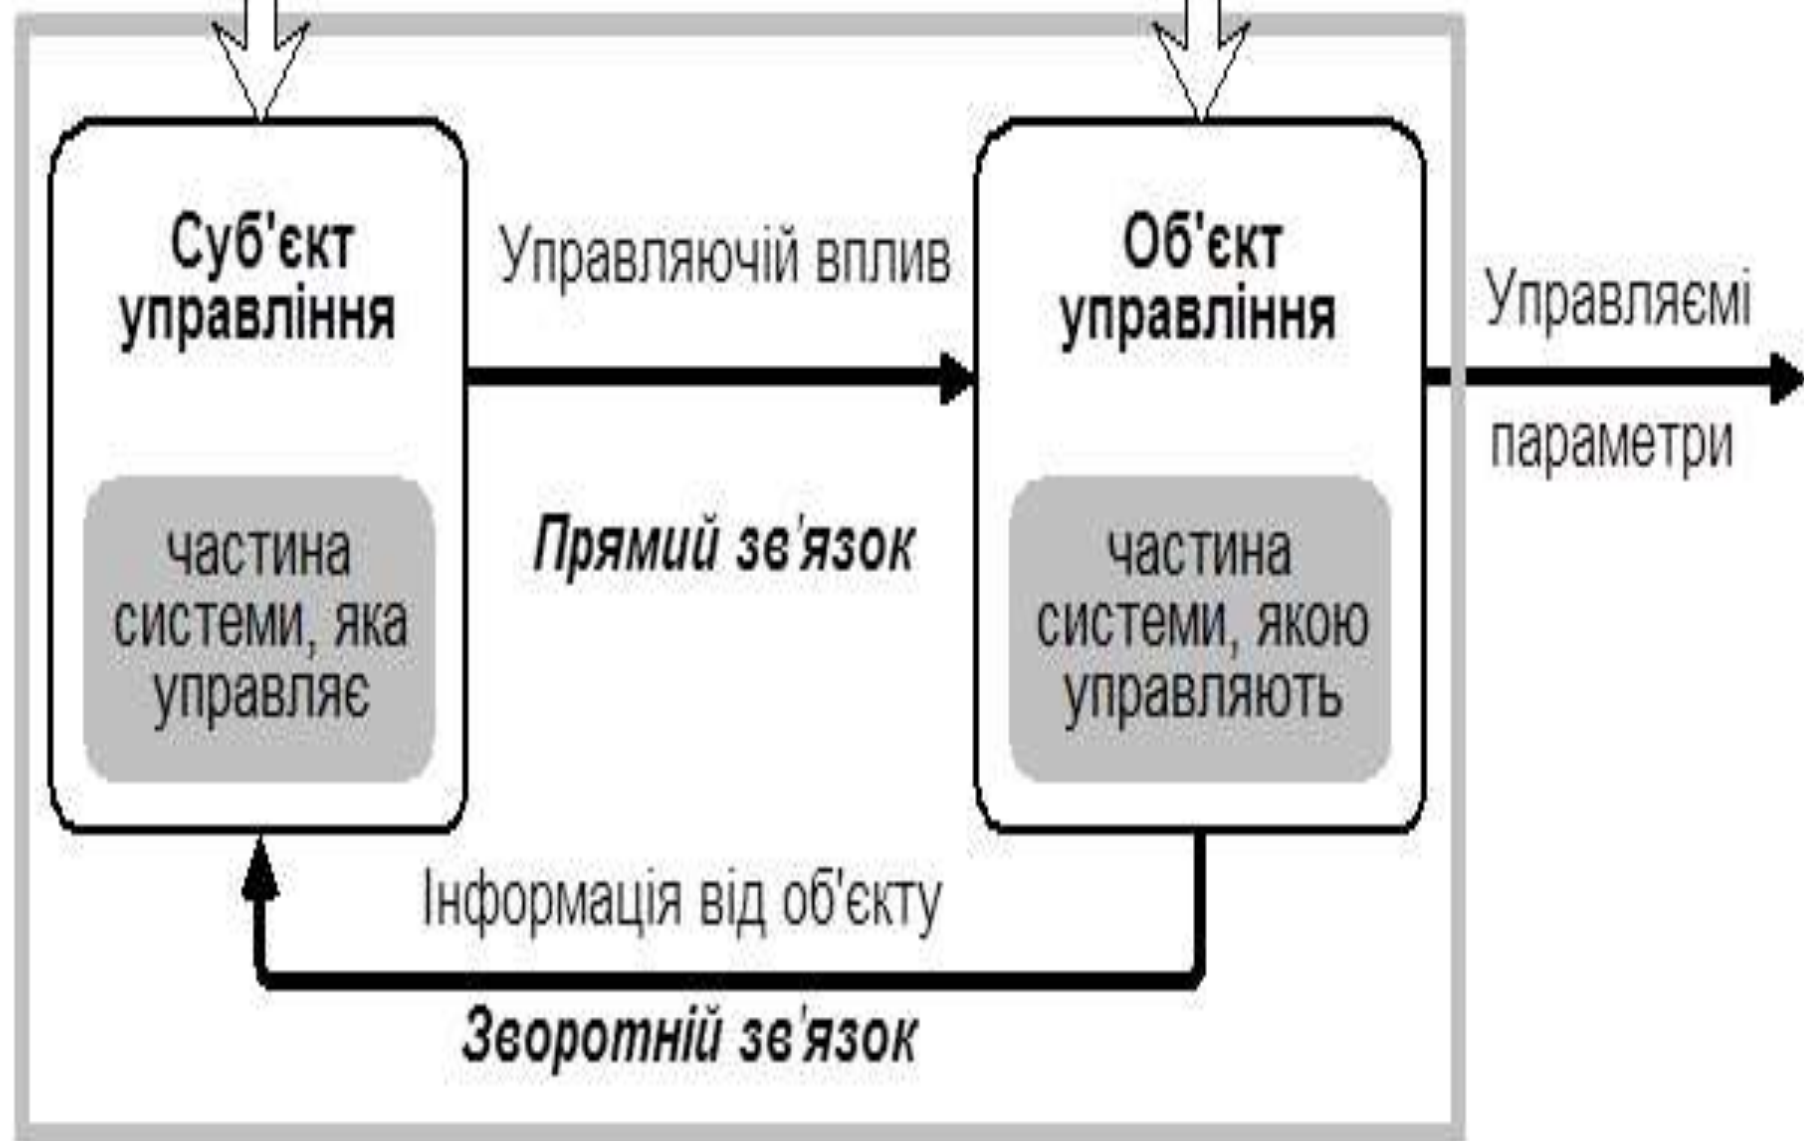 Суб'єкт
управління
частина
системи, яка
управляє
Управляючій вплив
Прямий зв'язок
Об'єкт
управління
частина
системи, якою
управляють
Управляємі
параметри
Інформація від об'єкту
Зворотній зв'язок